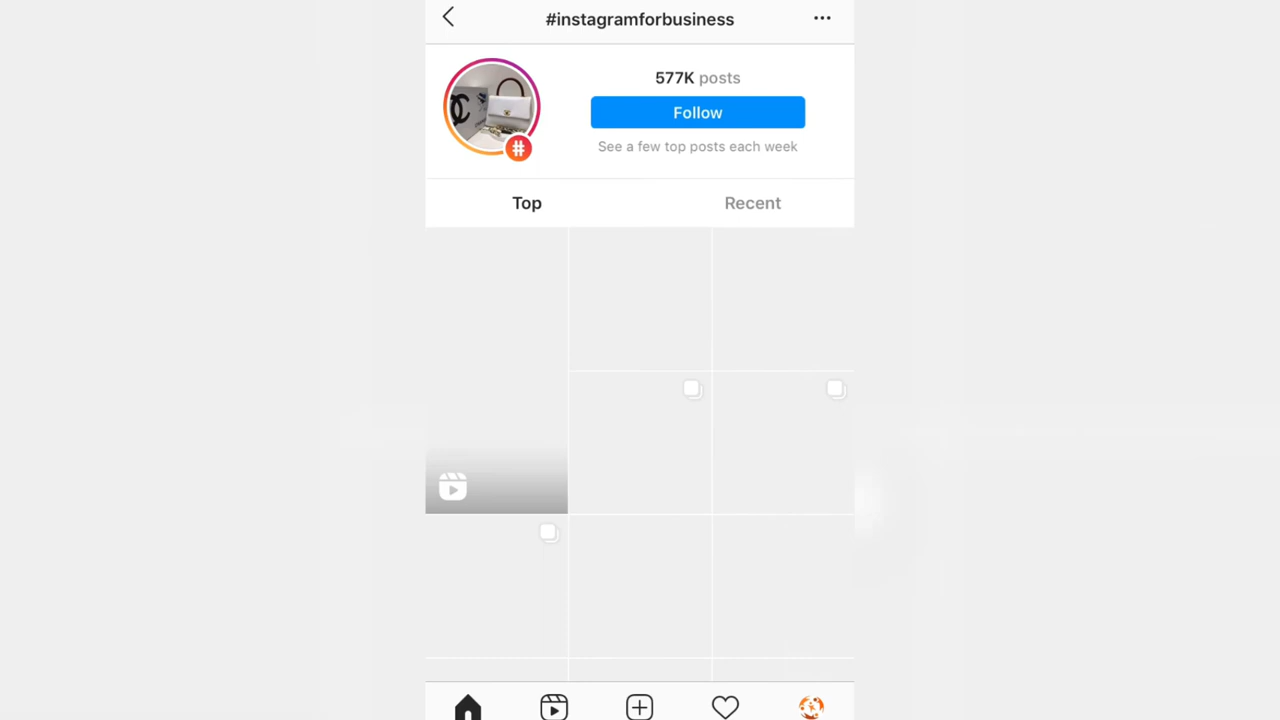 #instagramforbusiness
577K posts
Follow
See a few top posts each week
Top
Recent